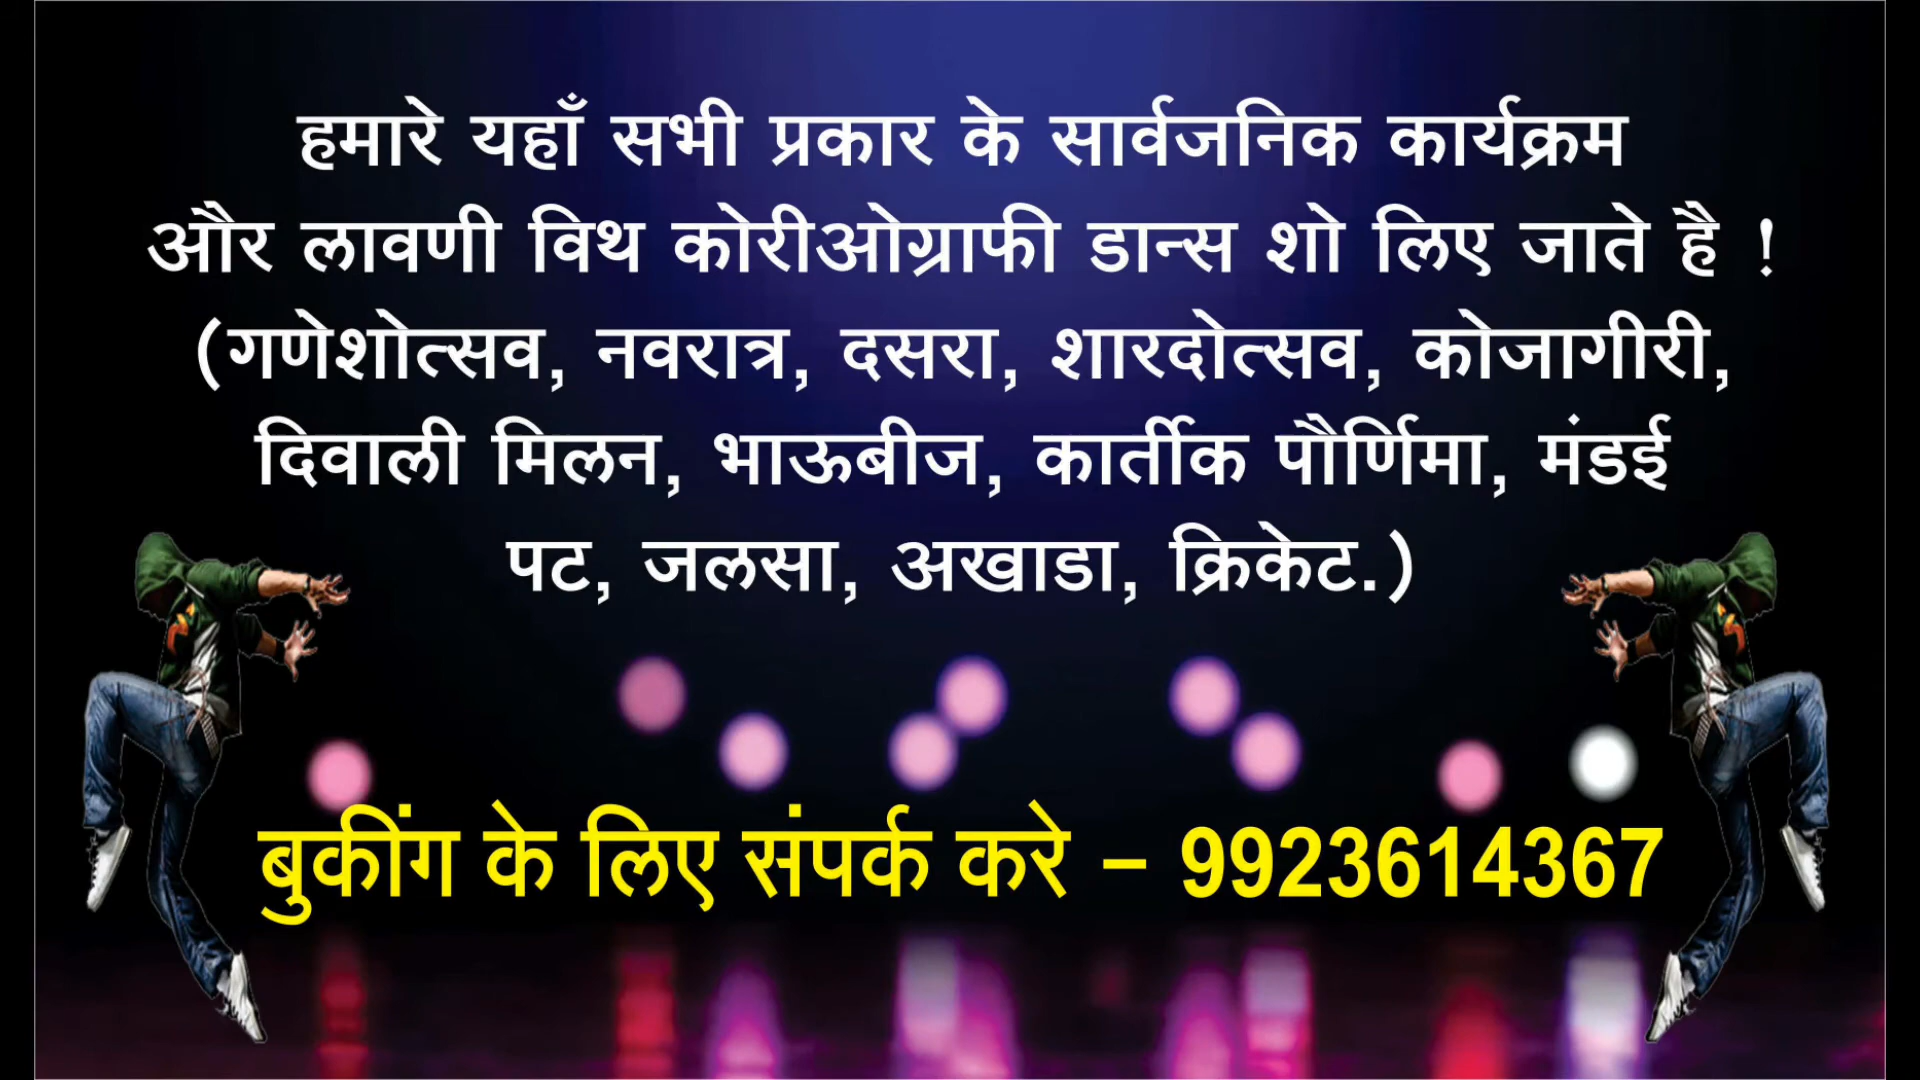 हमारे यहाँ सभी प्रकार के सार्वजनिक कार्यक्रम
और लावणी विथ कोरीओग्राफी डान्स शो लिए जाते है !
(गणेशोत्सव, नवरात्र, दसरा, शारदोत्सव, कोजागीरी,
दिवाली मिलन, भाऊबीज, कार्तीक पौर्णिमा, मंडई
पट, जलसा, अखाडा, क्रिकेट.)
बुकींग के लिए संपर्क करे - 9923614367